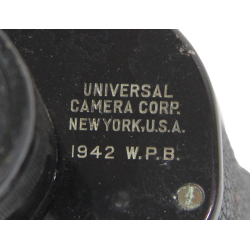 UNIVERSAL
CAMERA CORP.
NEW YORK, U.S.A.
1942 W.P.B.